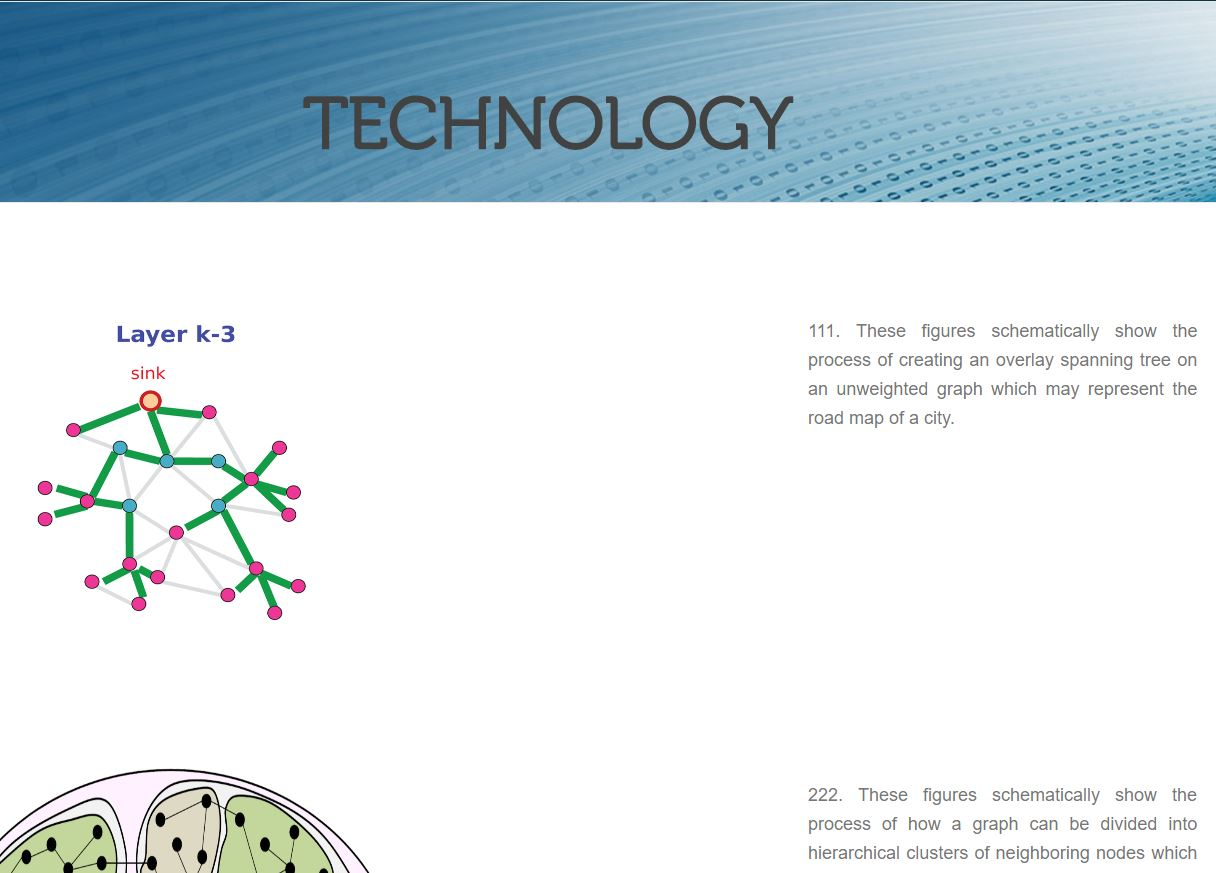 TECHNOLOGY
Layer k-3
sink
111. These figures schematically show the
process of creating an overlay spanning tree on
an unweighted graph which may represent the
road map of a city.
222. These figures schematically show the
process of how a graph can be divided into
hierarchical clusters of neighboring nodes which